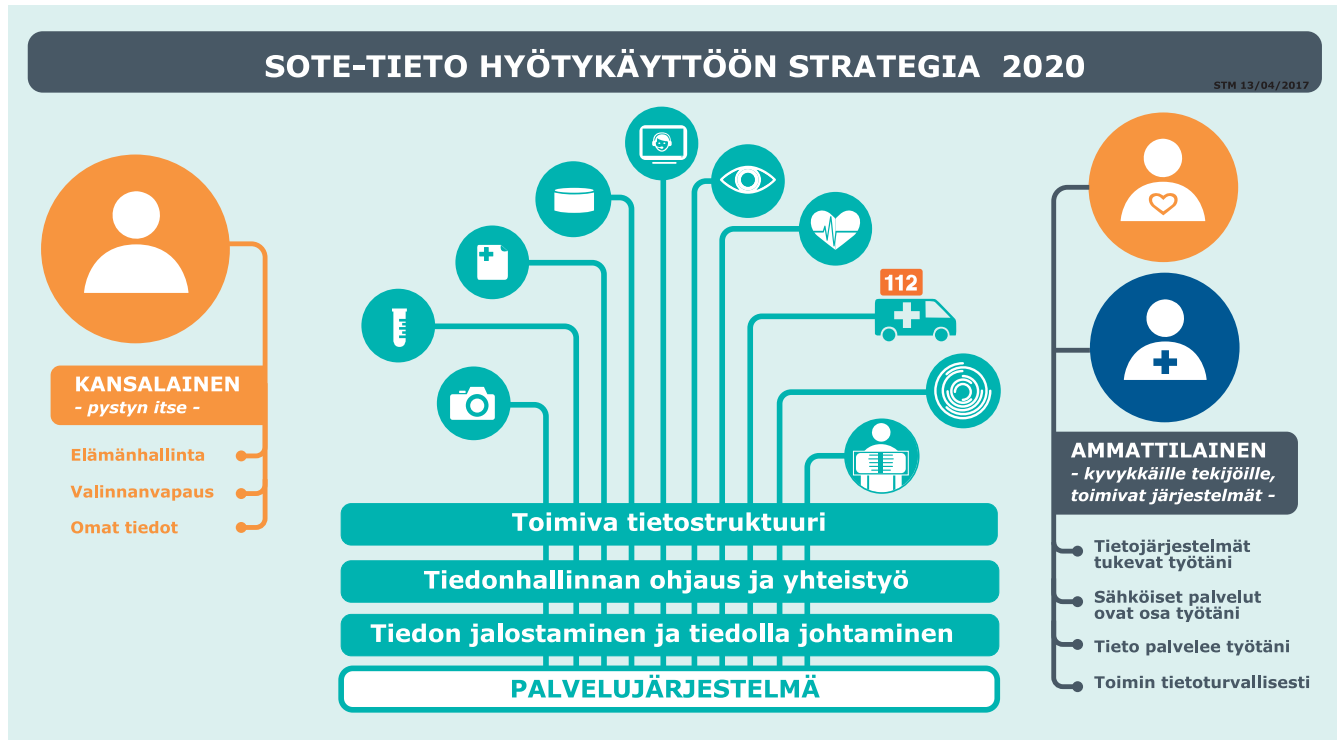 SOTE-TIETO HYÖTYKÄYTTÖÖN STRATEGIA 2020
STM 13/04/2017
KANSALAINEN
- pystyn itse -
Elämänhallinta
Valinnanvapaus
Omat tiedot
112
Toimiva tietostruktuuri
Tiedonhallinnan ohjaus ja yhteistyö
Tiedon jalostaminen ja tiedolla johtaminen
PALVELUJÄRJESTELMÄ
AMMATTILAINEN
- kyvykkäille tekijöille,
toimivat järjestelmät -
Tietojärjestelmät
tukevat työtäni
Sähköiset palvelut
ovat osa työtäni
Tieto palvelee työtäni
Toimin tietoturvallisesti